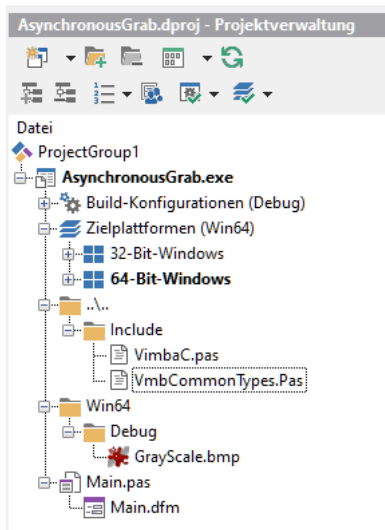 AsynchronousGrab.dproj - Projektverwaltung
Datei
ProjectGroup1
AsynchronousGrab.exe
Build-Konfigurationen (Debug)
Zielplattformen (Win64)
32-Bit-Windows
64-Bit-Windows
..\..
Include
VimbaC.pas
VmbCommonTypes.Pas
Win64
Debug
GrayScale.bmp
Main.pas
Main.dfm